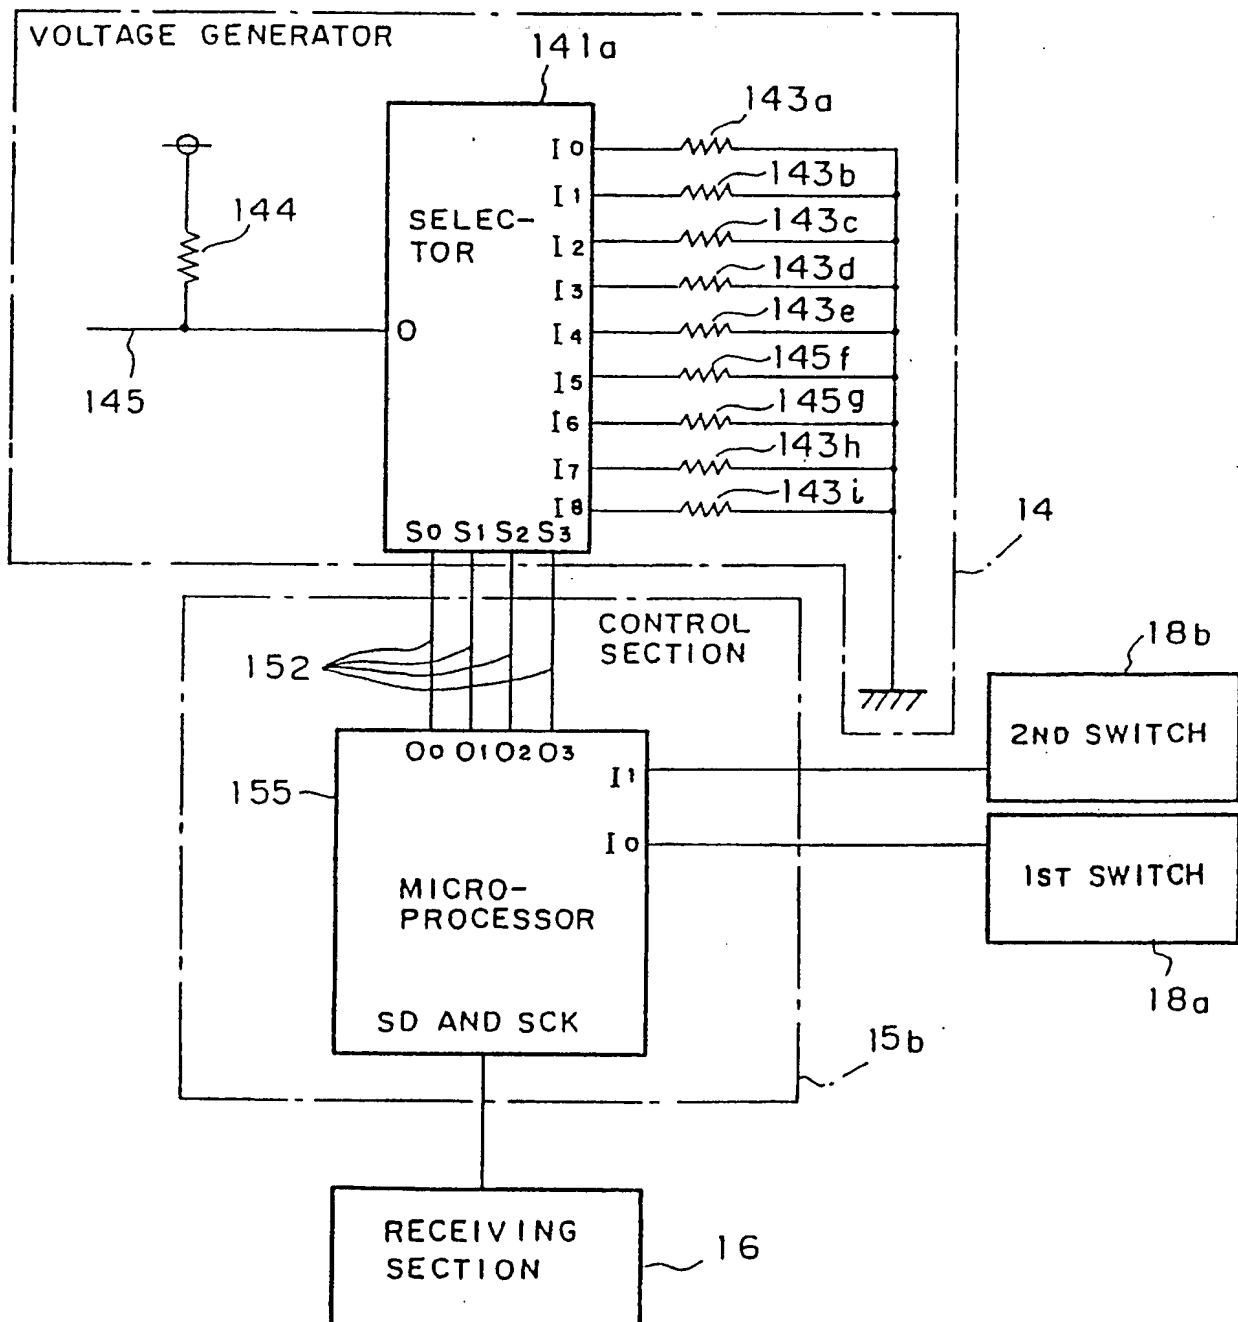 VOLTAGE GENERATOR
141a
143a
I0
143b
I1
144
SELEC-
TOR
143c
I2
143d
I3
143e
O
I4
145f
145
I5
145g
I6
143h
I7
143i
I8
S0 S1 S2 S3
14
CONTROL
SECTION
152
18b
2ND SWITCH
O0 O1 O2 O3
I1
155
I0
1ST SWITCH
MICRO-
PROCESSOR
18a
SD AND SCK
15b
RECEIVING
SECTION
16